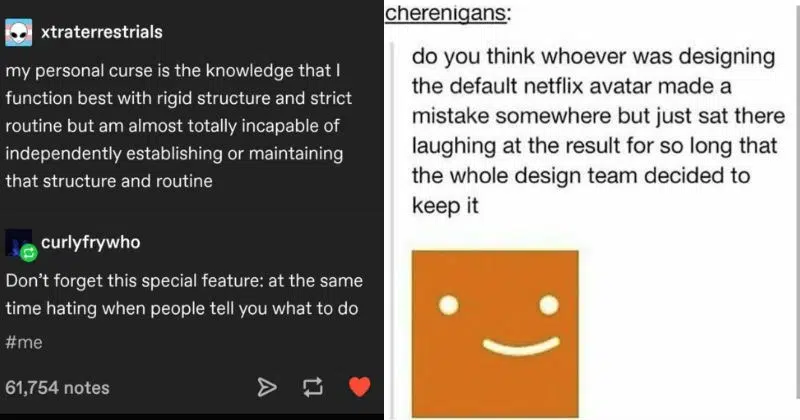 xtraterrestrials
my personal curse is the knowledge that I
function best with rigid structure and strict
routine but am almost totally incapable of
independently establishing or maintaining
that structure and routine
curlyfrywho
Don't forget this special feature: at the same
time hating when people tell you what to do
#me
61,754 notes
cherenigans:
do you think whoever was designing
the default netflix avatar made a
mistake somewhere but just sat there
laughing at the result for so long that
the whole design team decided to
keep it